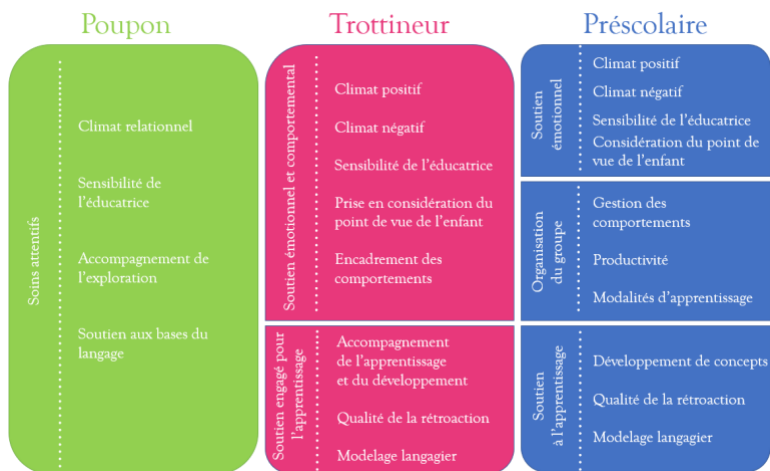 Poupon
Soins attentifs
Climat relationnel
Sensibilité de
l'éducatrice
Accompagnement de
l'exploration
Soutien aux bases du
langage
Trottineur
Soutien émotionnel et comportemental
Climat positif
Climat négatif
Sensibilité de l'éducatrice
Prise en considération du
point de vue de l'enfant
Encadrement des
comportements
Soutien engagé pour
l'apprentissage
Accompagnement
de l'apprentissage
et du développement
Qualité de la rétroaction
Modelage langagier
Préscolaire
Soutien
émotionnel
Climat positif
Climat négatif
Sensibilité de l'éducatrice
Considération du point de
vue de l'enfant
Organisation
du groupe
Gestion des
comportements
Productivité
Modalités d'apprentissage
Soutien
à l'apprentissage
Développement de concepts
Qualité de la rétroaction
Modelage langagier